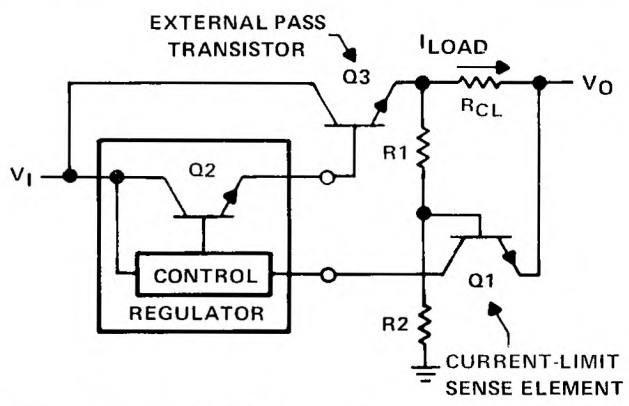 EXTERNAL PASS
TRANSISTOR
Q3
ILOAD
RCL
VO
R1
VI
Q2
CONTROL
REGULATOR
Q1
R2
CURRENT-LIMIT
SENSE ELEMENT